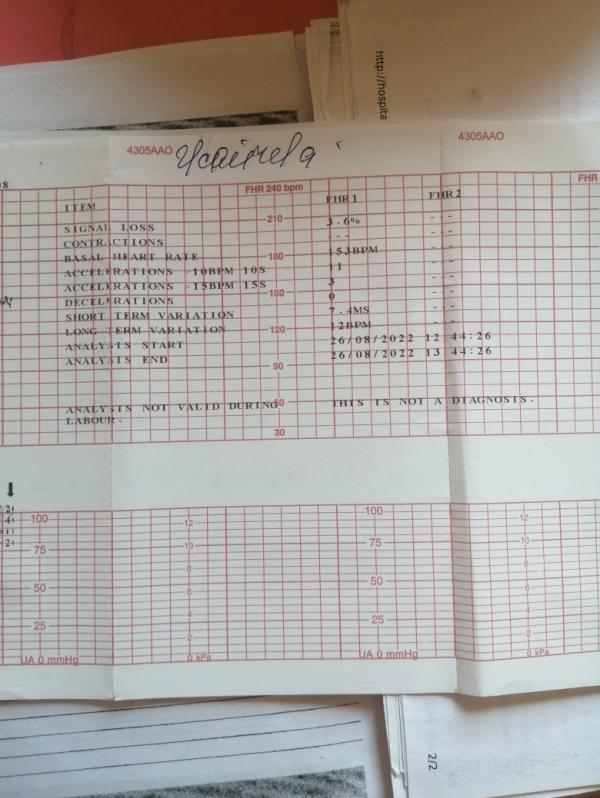 http://hospita
4305AAO
4305AAO
FHR 240 bpm
FHR
ITEM FHR1 FHR2
SIGNAL LOSS 3.6% ---
CONTRACTIONS ---
BASAL HEART RATE 153BPM ---
ACCELERATIONS >10BPM 10S 11 ---
ACCELERATIONS >15BPM 15S 3 ---
DECELERATIONS 0 ---
SHORT TERM VARIATION 7.4MS ---
LONG TERM VARIATION 12BPM ---
ANALYSIS START 26/08/2022 12 44:26
ANALYSIS END 26/08/2022 13 44:26
210
180
150
120
90
60
30
ANALYSIS NOT VALID DURING THIS IS NOT A DIAGNOSIS.
LABOUR.
100 12 100 12
75 10 75 10
8 8
50 6 50 6
4 4
25 2 25 2
UA 0 mmHg 0 kPa UA 0 mmHg 0 kPa
2/2